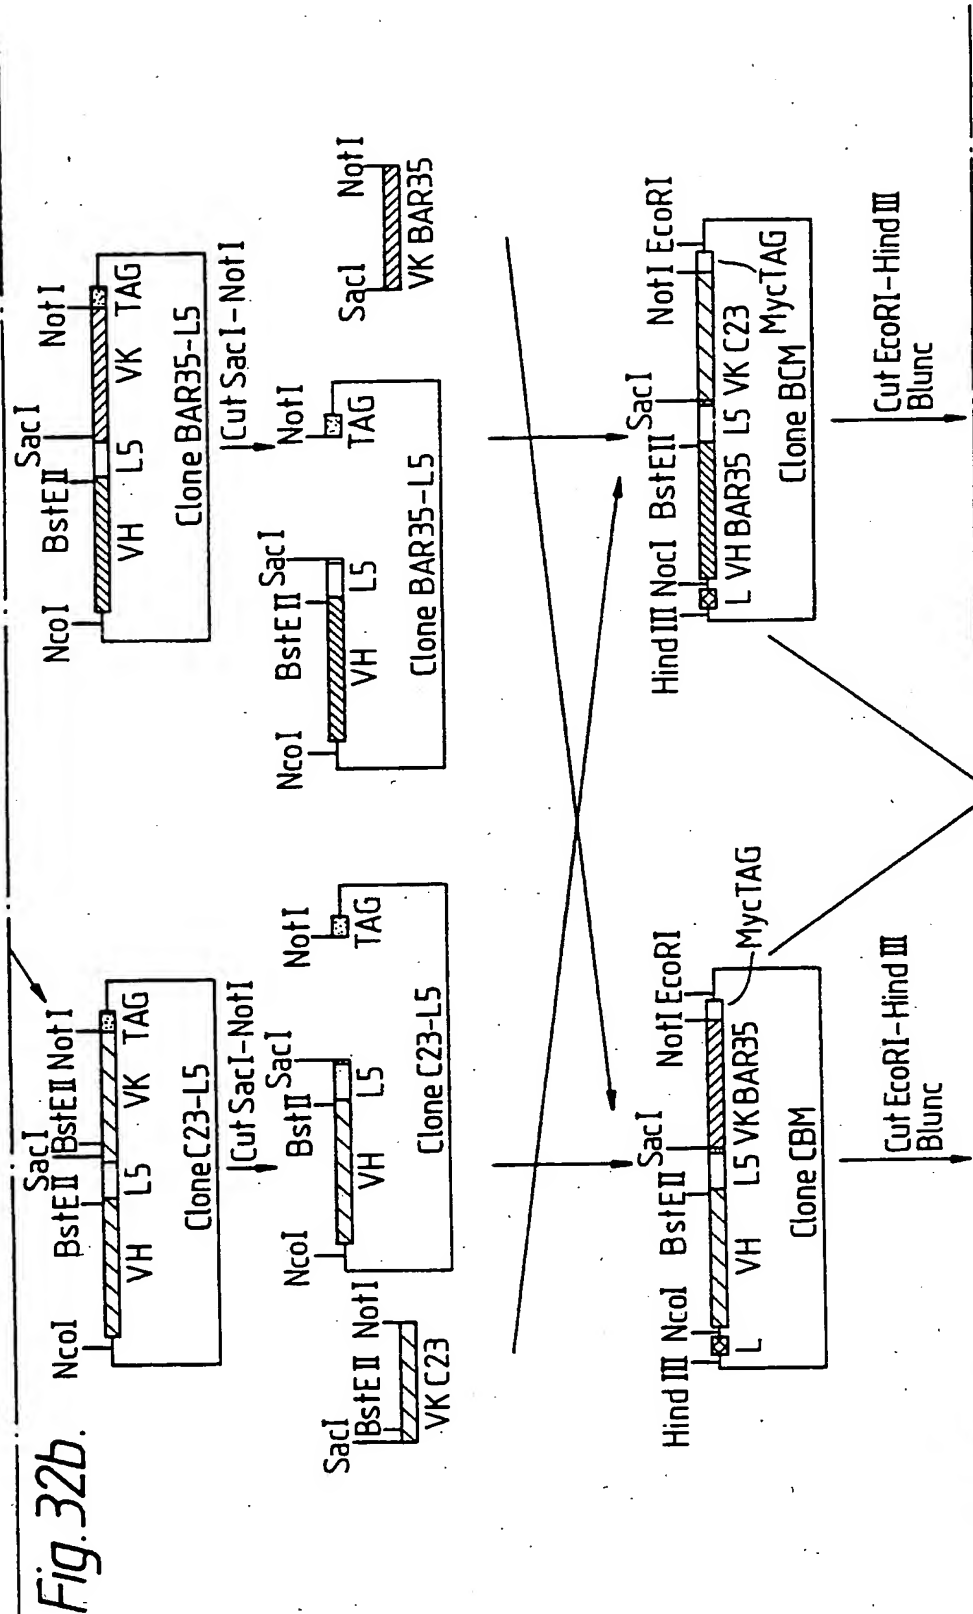 Fig. 32b.
NcoI BstEII SacI BstEII NotI
VH L5 VK TAG
Clone C23-L5
Cut SacI-NotI
NcoI BstEII SacI NotI
VH L5 VK TAG
Clone BAR35-L5
Cut SacI-NotI
SacI BstEII NotI
VK C23
NcoI BstII SacI NotI
VH L5 TAG
Clone C23-L5
NcoI BstEII SacI NotI
VH L5 TAG
Clone BAR35-L5
SacI NotI
VK BAR35
Hind III NcoI BstEII SacI NotI EcoRI
L VH L5 VK BAR35
MycTAG
Clone CBM
Cut EcoRI-Hind III
Blunc
Hind III NocI BstEII SacI NotI EcoRI
L VH BAR35 L5 VK C23
MycTAG
Clone BCM
Cut EcoRI-Hind III
Blunc